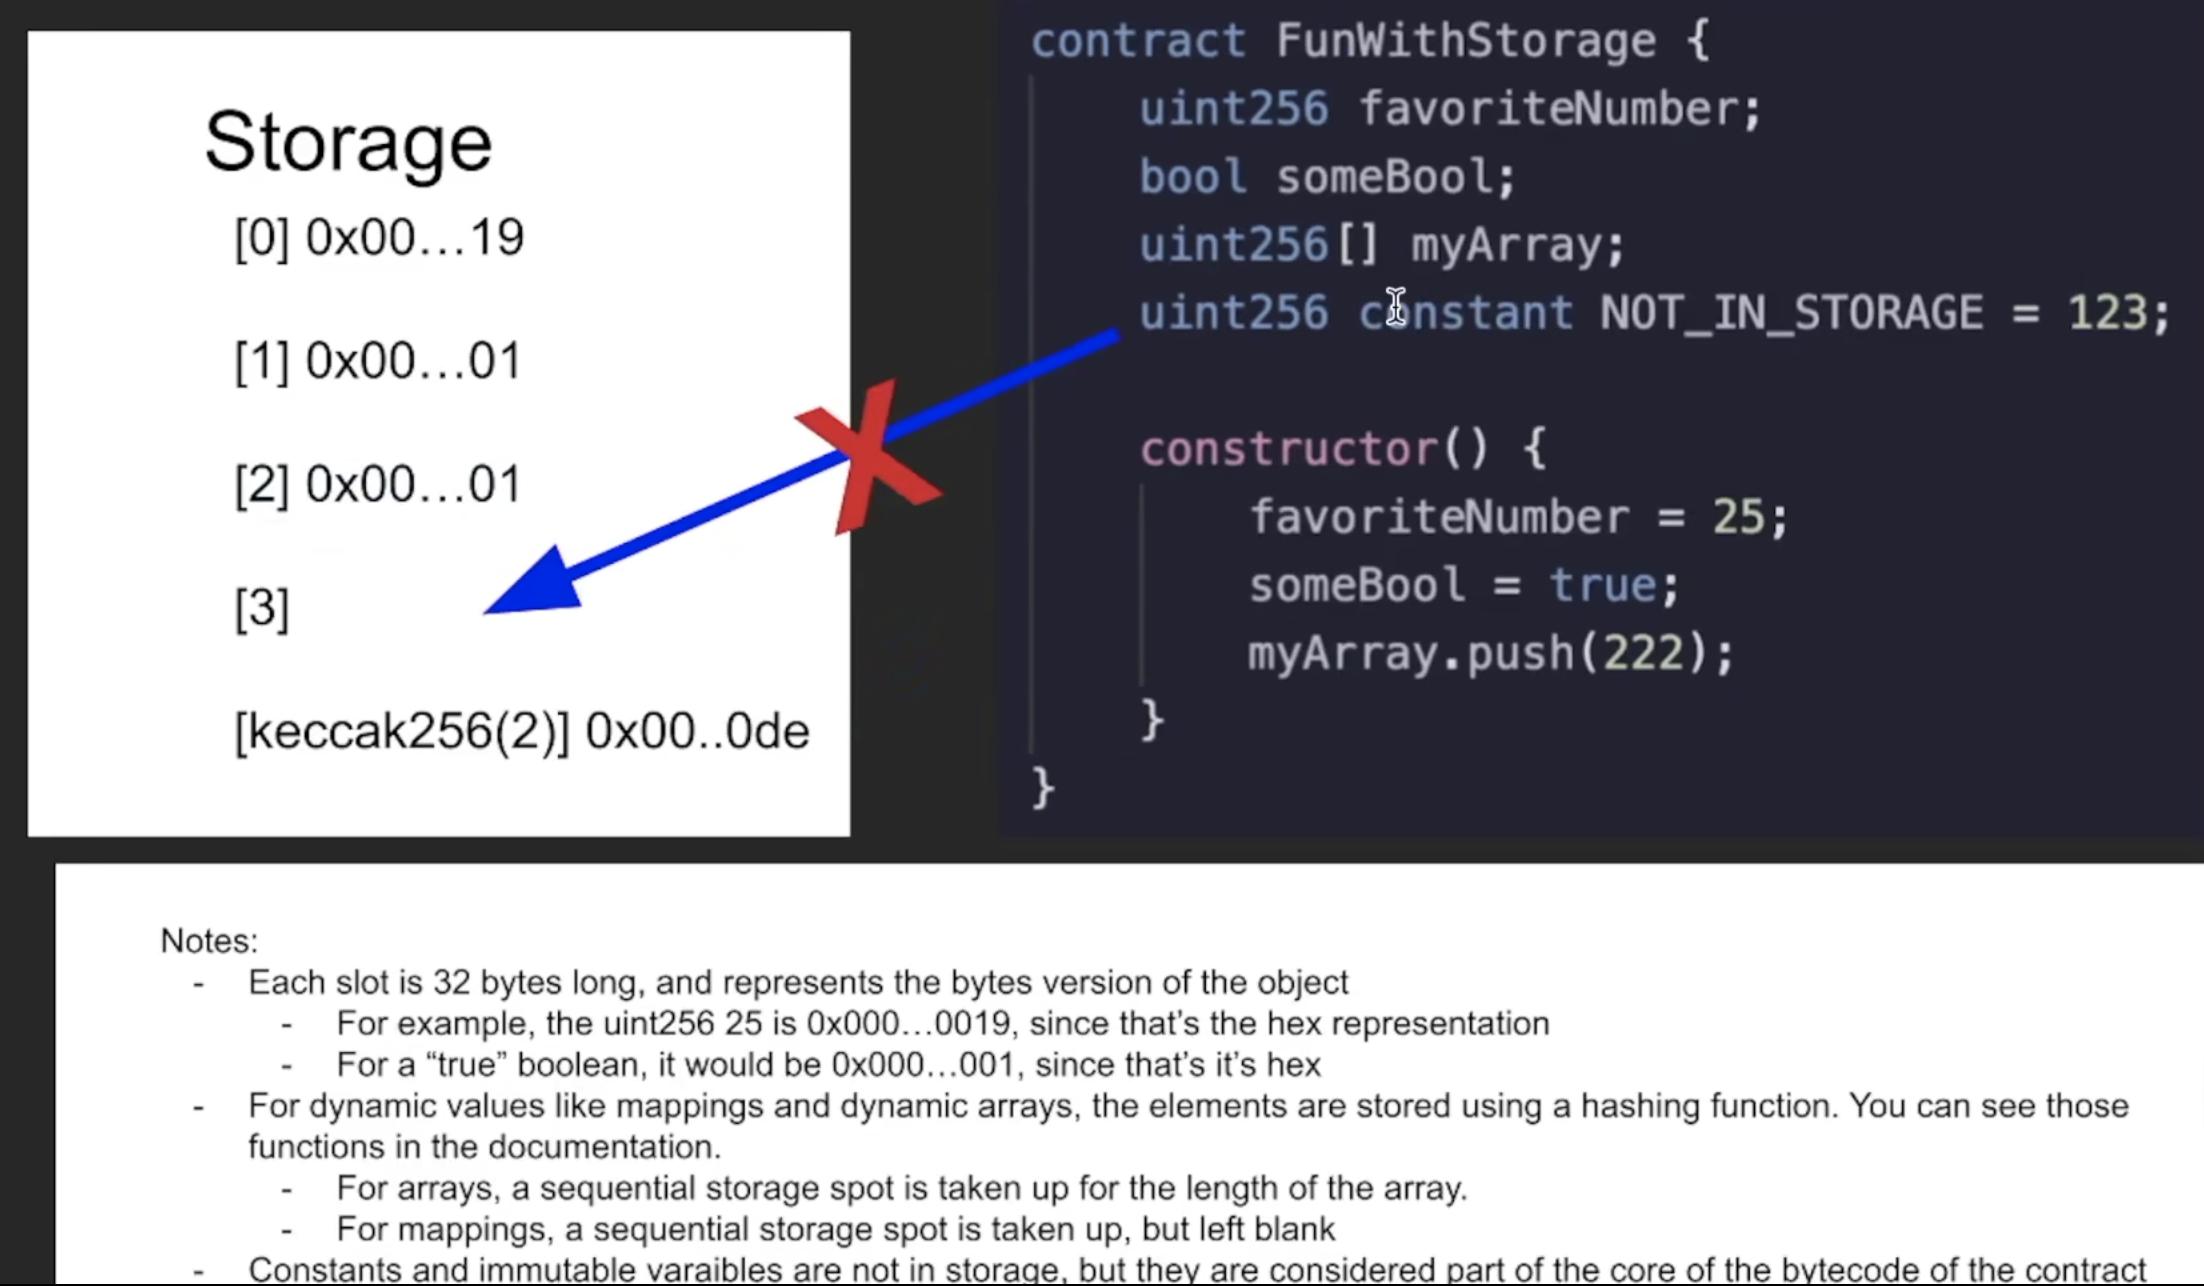 Storage
[0] 0x00…19
[1] 0x00…01
[2] 0x00…01
[3]
[keccak256(2)] 0x00..0de
contract FunWithStorage {
uint256 favoriteNumber;
bool someBool;
uint256[] myArray;
uint256 constant NOT_IN_STORAGE = 123;
constructor() {
favoriteNumber = 25;
someBool = true;
myArray.push(222);
}
}
Notes:
- Each slot is 32 bytes long, and represents the bytes version of the object
- For example, the uint256 25 is 0x000…0019, since that’s the hex representation
- For a “true” boolean, it would be 0x000…001, since that’s it’s hex
- For dynamic values like mappings and dynamic arrays, the elements are stored using a hashing function. You can see those
functions in the documentation.
- For arrays, a sequential storage spot is taken up for the length of the array.
- For mappings, a sequential storage spot is taken up, but left blank
- Constants and immutable varaibles are not in storage, but they are considered part of the core of the bytecode of the contract